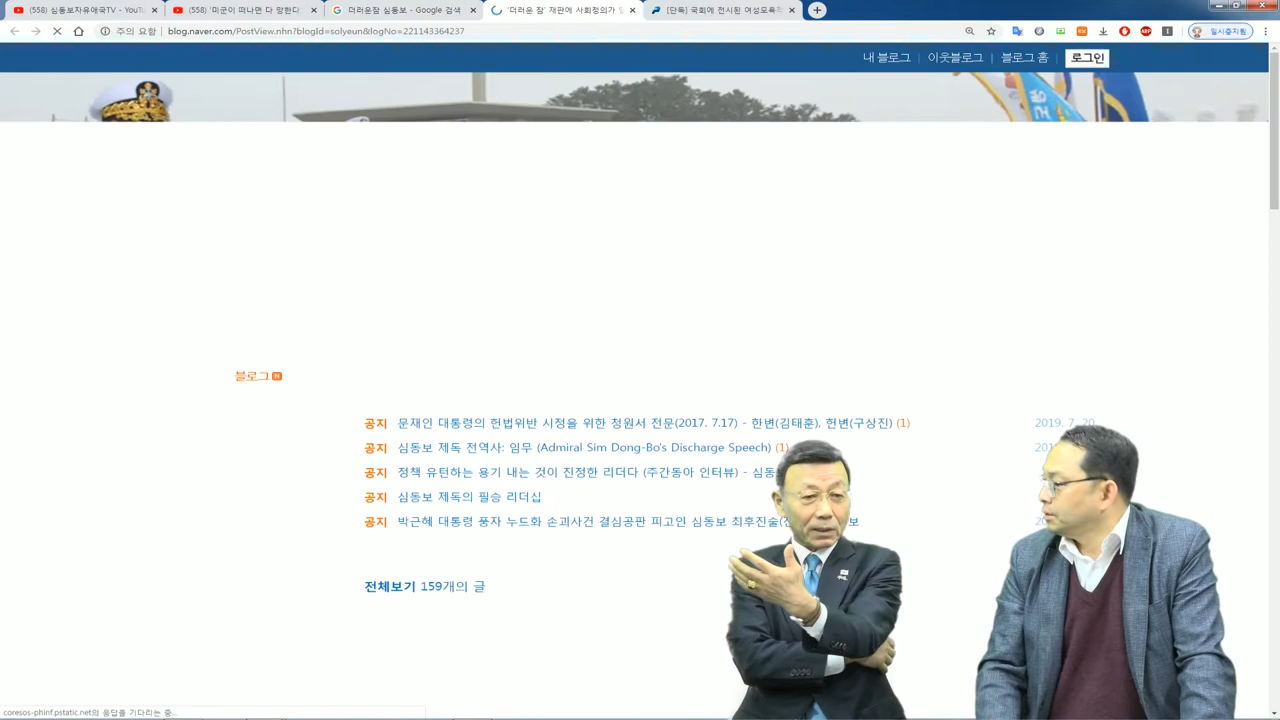 (558) 심동보자유애국TV - YouTu
(558) '미군이 떠나면 다 망한다
더러운잠 심동보 - Google 검색
'더러운 잠' 재판에 사회정의가 있
[단독] 국회에 전시된 여성모욕적
주의 요함
blog.naver.com/PostView.nhn?blogId=solyeun&logNo=221143364237
일시중지됨
내 블로그 | 이웃블로그 | 블로그 홈 | 로그인
블로그 N
공지 문재인 대통령의 헌법위반 시정을 위한 청원서 전문(2017. 7.17) - 한변(김태훈), 헌변(구상진) (1) 2019. 7. 20.
공지 심동보 제독 전역사: 임무 (Admiral Sim Dong-Bo's Discharge Speech) (1)
공지 정책 유턴하는 용기 내는 것이 진정한 리더다 (주간동아 인터뷰) - 심동
공지 심동보 제독의 필승 리더십
공지 박근혜 대통령 풍자 누드화 손괴사건 결심공판 피고인 심동보 최후진술(전 보
전체보기 159개의 글
coresos-phinf.pstatic.net의 응답을 기다리는 중...